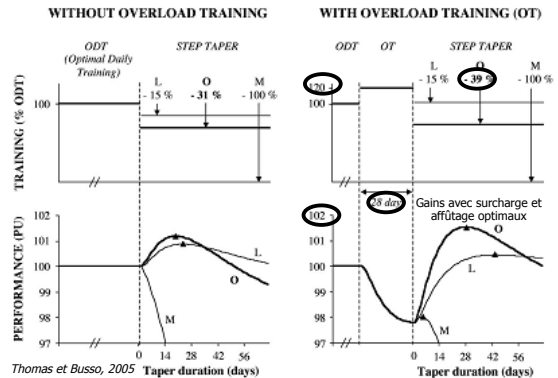 WITHOUT OVERLOAD TRAINING
ODT
(Optimal Daily
Training)
STEP TAPER
L
O
M
- 15 %
- 31 %
- 100 %
TRAINING (% ODT)
100
PERFORMANCE (PU)
102
101
100
99
98
97
L
O
M
0 14 28 42 56
Thomas et Busso, 2005
Taper duration (days)
WITH OVERLOAD TRAINING (OT)
ODT
OT
STEP TAPER
L
O
M
- 15 %
- 39 %
- 100 %
120
100
28 day
Gains avec surcharge et
affûtage optimaux
102
101
100
99
98
97
O
L
M
0 14 28 42 56
Taper duration (days)